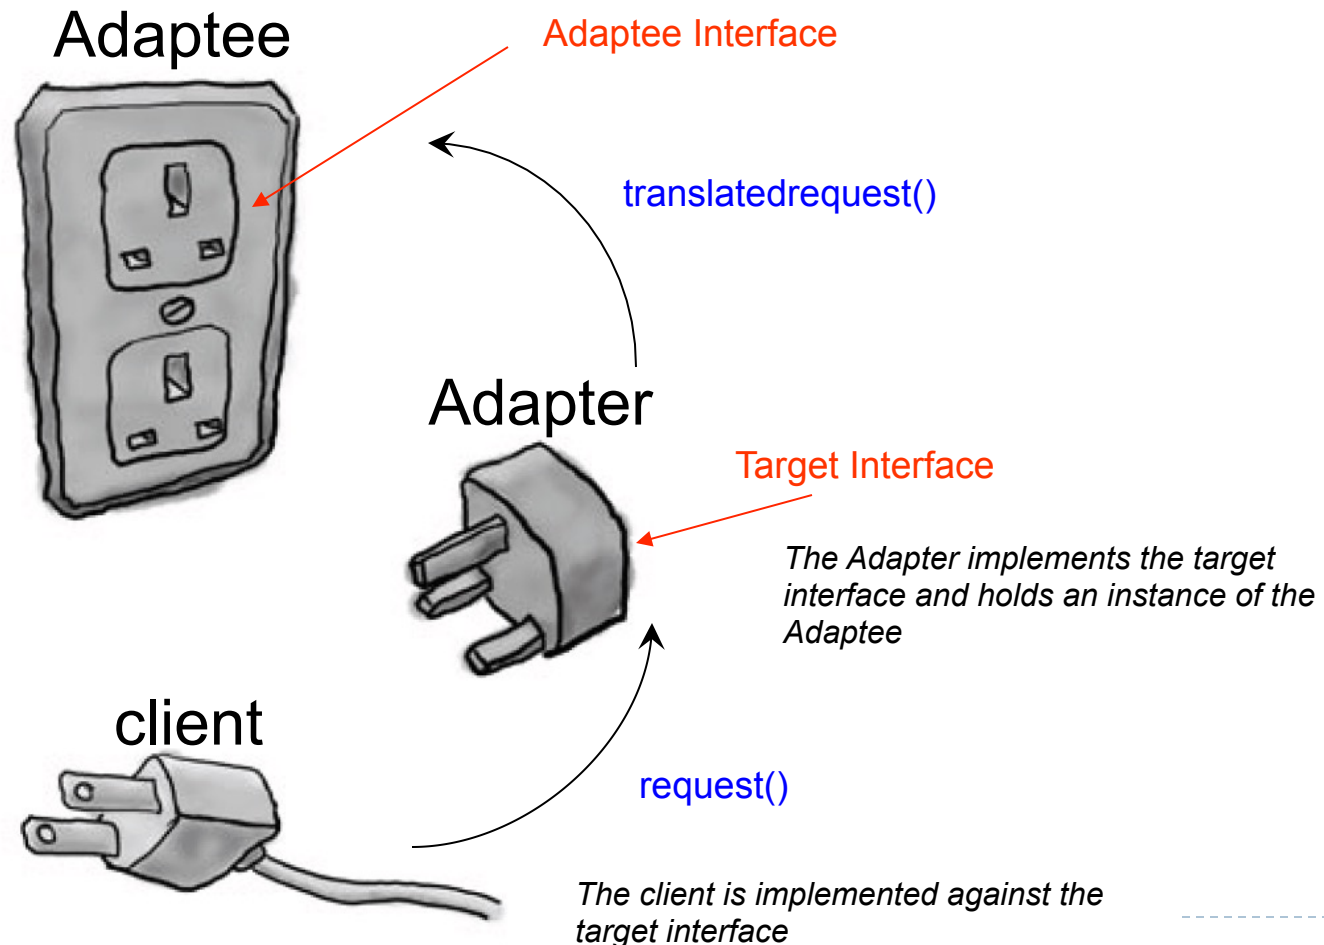 Adaptee
Adaptee Interface
translatedrequest()
Adapter
Target Interface
The Adapter implements the target
interface and holds an instance of the
Adaptee
client
request()
The client is implemented against the
target interface